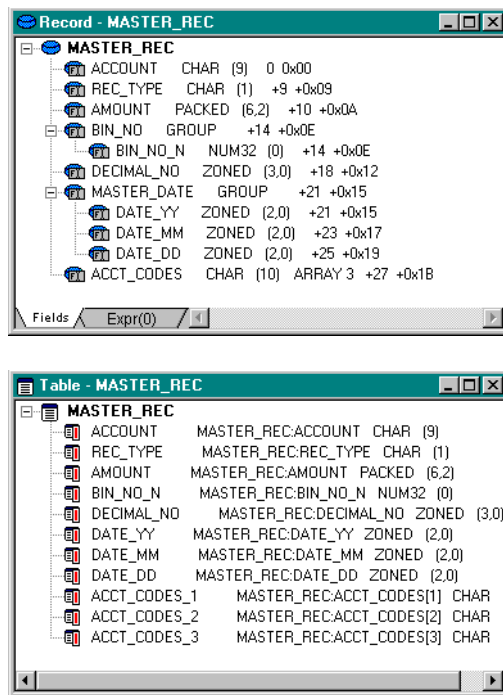 Record - MASTER_REC
MASTER_REC
ACCOUNT CHAR (9) 0 0x00
REC_TYPE CHAR (1) +9 +0x09
AMOUNT PACKED (6,2) +10 +0x0A
BIN_NO GROUP +14 +0x0E
BIN_NO_N NUM32 (0) +14 +0x0E
DECIMAL_NO ZONED (3,0) +18 +0x12
MASTER_DATE GROUP +21 +0x15
DATE_YY ZONED (2,0) +21 +0x15
DATE_MM ZONED (2,0) +23 +0x17
DATE_DD ZONED (2,0) +25 +0x19
ACCT_CODES CHAR (10) ARRAY 3 +27 +0x1B
Fields Expr(0)
Table - MASTER_REC
MASTER_REC
ACCOUNT MASTER_REC:ACCOUNT CHAR (9)
REC_TYPE MASTER_REC:REC_TYPE CHAR (1)
AMOUNT MASTER_REC:AMOUNT PACKED (6,2)
BIN_NO_N MASTER_REC:BIN_NO_N NUM32 (0)
DECIMAL_NO MASTER_REC:DECIMAL_NO ZONED (3,0)
DATE_YY MASTER_REC:DATE_YY ZONED (2,0)
DATE_MM MASTER_REC:DATE_MM ZONED (2,0)
DATE_DD MASTER_REC:DATE_DD ZONED (2,0)
ACCT_CODES_1 MASTER_REC:ACCT_CODES[1] CHAR
ACCT_CODES_2 MASTER_REC:ACCT_CODES[2] CHAR
ACCT_CODES_3 MASTER_REC:ACCT_CODES[3] CHAR